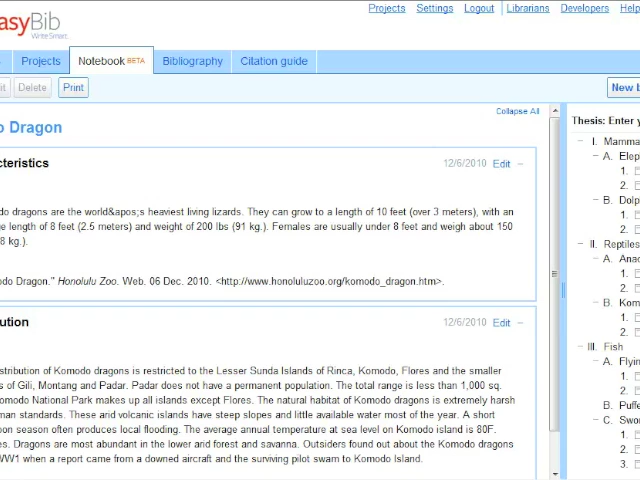 asyBib
WriteSmart.
Projects Settings Logout Librarians Developers Help
Projects Notebook BETA Bibliography Citation guide
it Delete Print New b
Collapse All
o Dragon
cteristics 12/6/2010 Edit –
do dragons are the world&apos;s heaviest living lizards. They can grow to a length of 10 feet (over 3 meters), with an
ge length of 8 feet (2.5 meters) and weight of 200 lbs (91 kg.). Females are usually under 8 feet and weigh about 150
8 kg.).
odo Dragon." Honolulu Zoo. Web. 06 Dec. 2010. <http://www.honoluluzoo.org/komodo_dragon.htm>.
ution 12/6/2010 Edit –
stribution of Komodo dragons is restricted to the Lesser Sunda Islands of Rinca, Komodo, Flores and the smaller
s of Gili, Montang and Padar. Padar does not have a permanent population. The total range is less than 1,000 sq.
omodo National Park makes up all islands except Flores. The natural habitat of Komodo dragons is extremely harsh
man standards. These arid volcanic islands have steep slopes and little available water most of the year. A short
oon season often produces local flooding. The average annual temperature at sea level on Komodo island is 80F.
es. Dragons are most abundant in the lower arid forest and savanna. Outsiders found out about the Komodo dragons
WW1 when a report came from a downed aircraft and the surviving pilot swam to Komodo Island.
Thesis: Enter y
– I. Mamma
– A. Elep
1.
2.
– B. Dolp
1.
2.
– II. Reptiles
– A. Anac
1.
2.
– B. Kom
1.
2.
– III. Fish
– A. Flyin
1.
2.
B. Puffe
– C. Swor
1.
2.
3.